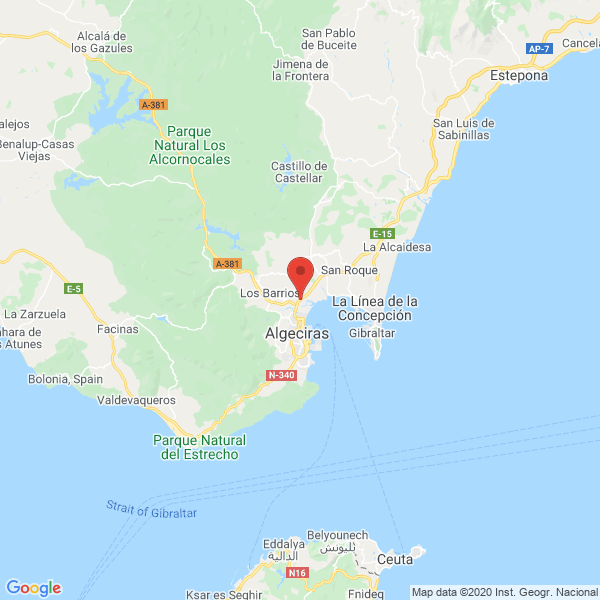 Alcalá de
los Gazules
San Pablo
de Buceite
Cancela
AP-7
Estepona
Jimena de
la Frontera
A-381
alejos
San Luis de
Sabinillas
Parque
Natural Los
Alcornocales
Benalup-Casas
Viejas
Castillo de
Castellar
E-15
La Alcaidesa
A-381
San Roque
E-5
Los Barrios
La Línea de la
Concepción
La Zarzuela
Facinas
Algeciras
Gibraltar
hara de
os Atunes
N-340
Bolonia, Spain
Valdevaqueros
Parque Natural
del Estrecho
Strait of Gibraltar
Belyounech
بليونش
Eddalya
الدالية
Ceuta
N16
Google
Ksar es Seghir
Fnideq
Map data ©2020 Inst. Geogr. Nacional